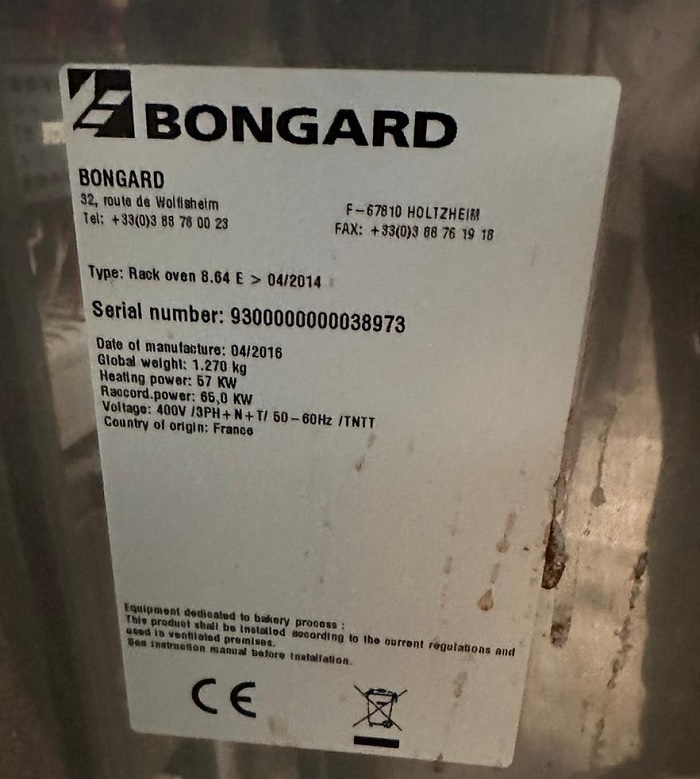 BONGARD
BONGARD
32, route de Wolfisheim
F-67810 HOLTZHEIM
Tel: +33(0)3 88 78 00 23
FAX: +33(0)3 88 76 19 18
Type: Rack oven 8.64 E > 04/2014
Serial number: 9300000000038973
Date of manufacture: 04/2016
Global weight: 1.270 kg
Heating power: 57 KW
Raccord.power: 65,0 KW
Voltage: 400V /3PH+N+T/ 50-60Hz /TNTT
Country of origin: France
Equipment dedicated to bakery process :
This product shall be installed according to the current regulations and
used in ventilated premises.
See instruction manual before installation.
CE